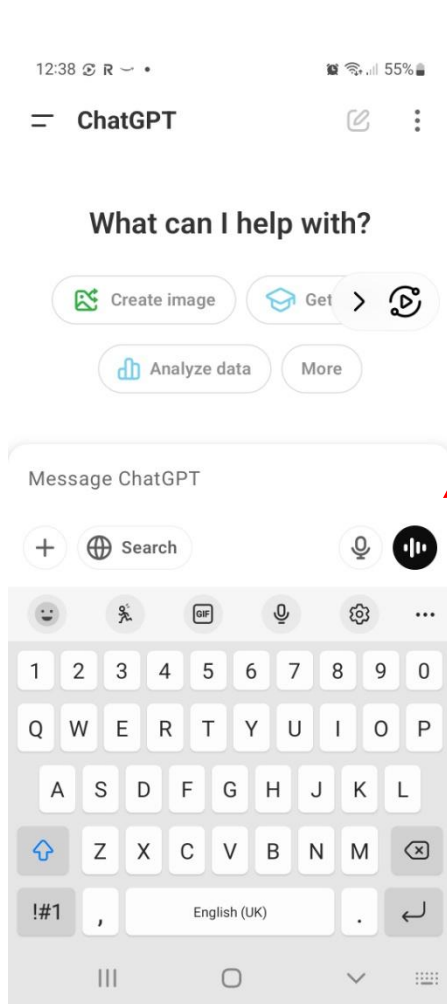 12:38 R 55%
ChatGPT
What can I help with?
Create image Get
Analyze data More
Message ChatGPT
Search
GIF
1 2 3 4 5 6 7 8 9 0
Q W E R T Y U I O P
A S D F G H J K L
Z X C V B N M
!#1 , English (UK) .